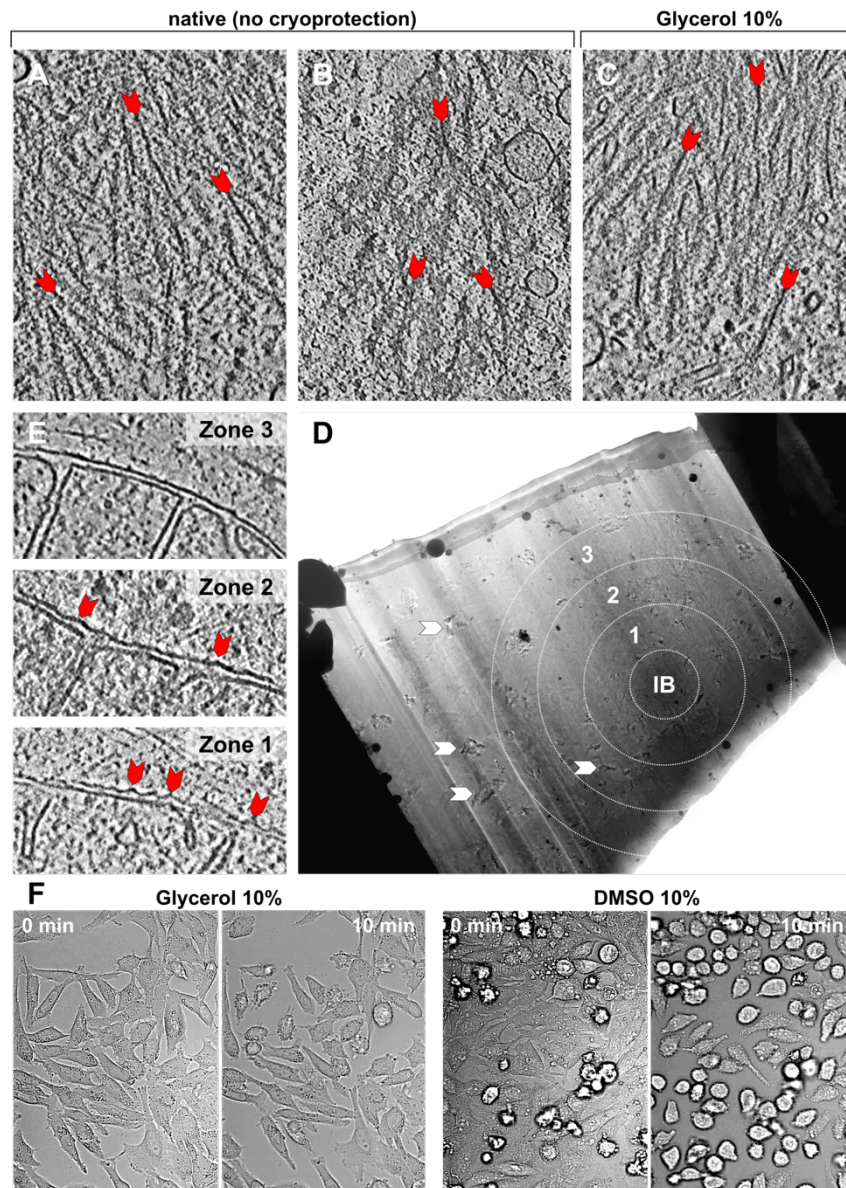 native (no cryoprotection)
Glycerol 10%
A
B
C
E
Zone 3
D
3
2
1
IB
Zone 2
Zone 1
F
Glycerol 10%
DMSO 10%
0 min
10 min
0 min
10 min